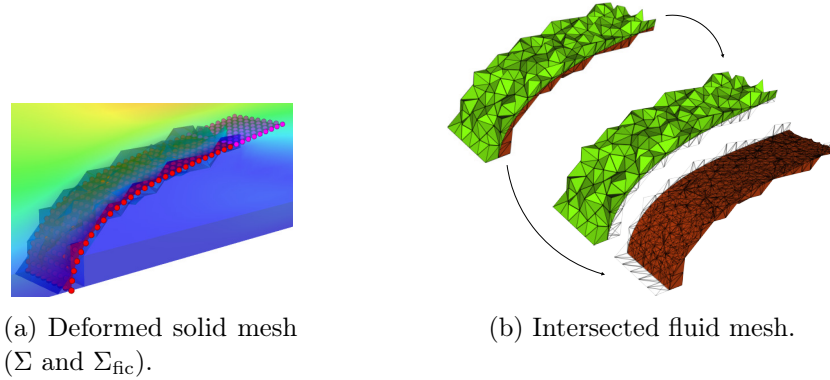 (a) Deformed solid mesh
(Σ and Σ_fic).
(b) Intersected fluid mesh.